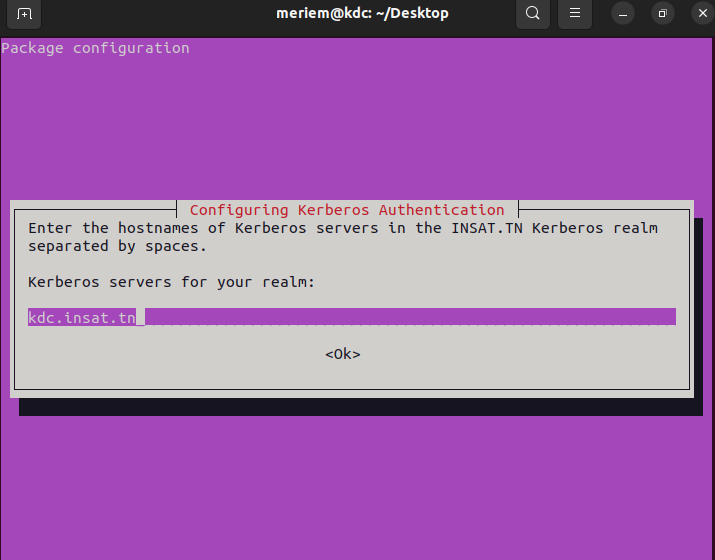 meriem@kdc: ~/Desktop
Package configuration
Configuring Kerberos Authentication
Enter the hostnames of Kerberos servers in the INSAT.TN Kerberos realm
separated by spaces.
Kerberos servers for your realm:
kdc.insat.tn
<Ok>